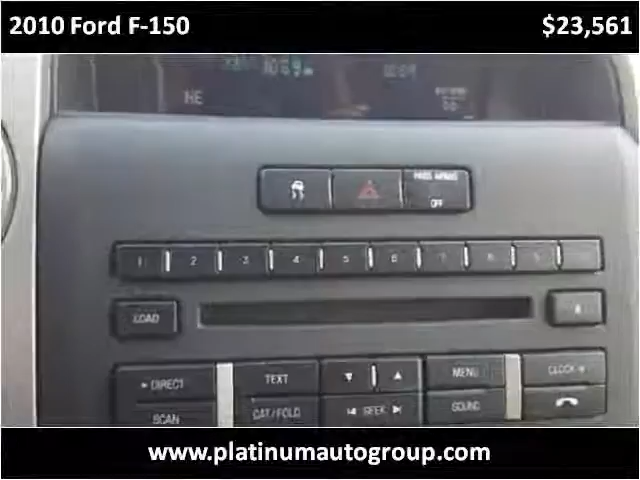 2010 Ford F-150 $23,561
NE
PASS AIRBAG
OFF
1 2 3 4 5 6 7 8 9
LOAD
DIRECT TEXT MENU CLOCK
SCAN CAT/FOLD SEEK SOUND
www.platinumautogroup.com